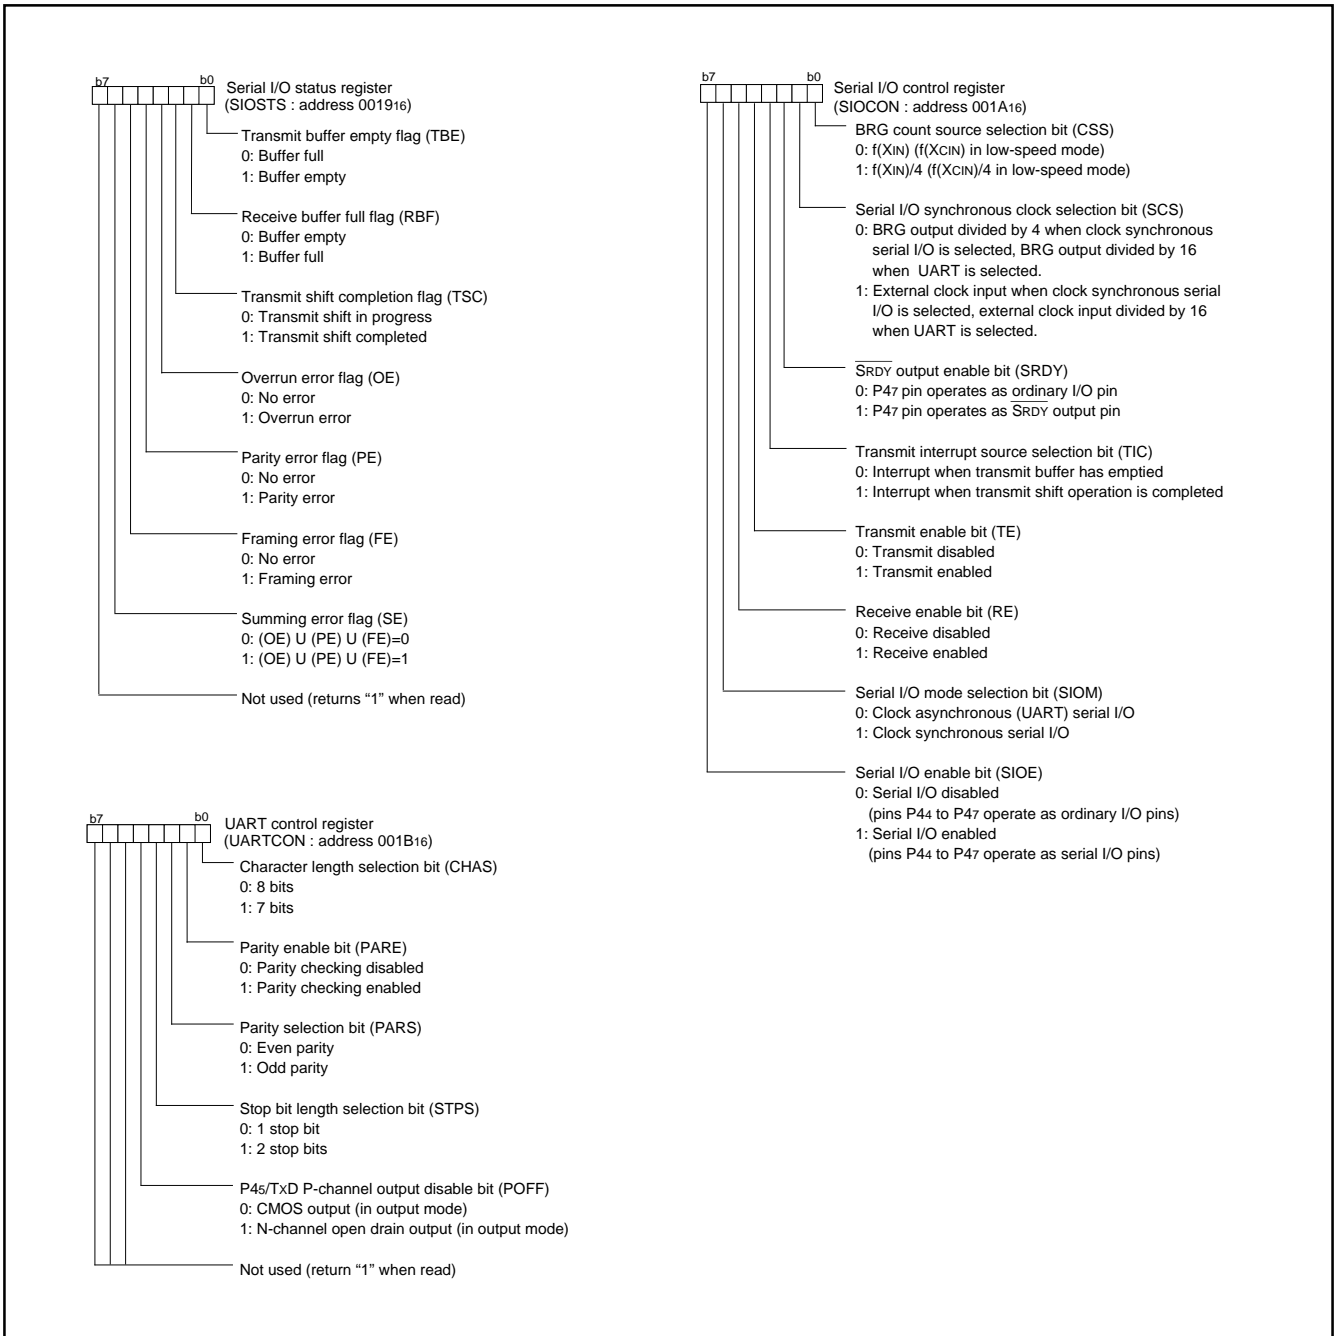 b7 b0 Serial I/O status register
(SIOSTS : address 0019₁₆)
Transmit buffer empty flag (TBE)
0: Buffer full
1: Buffer empty
Receive buffer full flag (RBF)
0: Buffer empty
1: Buffer full
Transmit shift completion flag (TSC)
0: Transmit shift in progress
1: Transmit shift completed
Overrun error flag (OE)
0: No error
1: Overrun error
Parity error flag (PE)
0: No error
1: Parity error
Framing error flag (FE)
0: No error
1: Framing error
Summing error flag (SE)
0: (OE) U (PE) U (FE)=0
1: (OE) U (PE) U (FE)=1
Not used (returns “1” when read)
b7 b0 UART control register
(UARTCON : address 001B₁₆)
Character length selection bit (CHAS)
0: 8 bits
1: 7 bits
Parity enable bit (PARE)
0: Parity checking disabled
1: Parity checking enabled
Parity selection bit (PARS)
0: Even parity
1: Odd parity
Stop bit length selection bit (STPS)
0: 1 stop bit
1: 2 stop bits
P4₅/TxD P-channel output disable bit (POFF)
0: CMOS output (in output mode)
1: N-channel open drain output (in output mode)
Not used (return “1” when read)
b7 b0 Serial I/O control register
(SIOCON : address 001A₁₆)
BRG count source selection bit (CSS)
0: f(XIN) (f(XCIN) in low-speed mode)
1: f(XIN)/4 (f(XCIN)/4 in low-speed mode)
Serial I/O synchronous clock selection bit (SCS)
0: BRG output divided by 4 when clock synchronous
serial I/O is selected, BRG output divided by 16
when UART is selected.
1: External clock input when clock synchronous serial
I/O is selected, external clock input divided by 16
when UART is selected.
S̅R̅D̅Y̅ output enable bit (SRDY)
0: P4₇ pin operates as ordinary I/O pin
1: P4₇ pin operates as S̅R̅D̅Y̅ output pin
Transmit interrupt source selection bit (TIC)
0: Interrupt when transmit buffer has emptied
1: Interrupt when transmit shift operation is completed
Transmit enable bit (TE)
0: Transmit disabled
1: Transmit enabled
Receive enable bit (RE)
0: Receive disabled
1: Receive enabled
Serial I/O mode selection bit (SIOM)
0: Clock asynchronous (UART) serial I/O
1: Clock synchronous serial I/O
Serial I/O enable bit (SIOE)
0: Serial I/O disabled
(pins P4₄ to P4₇ operate as ordinary I/O pins)
1: Serial I/O enabled
(pins P4₄ to P4₇ operate as serial I/O pins)